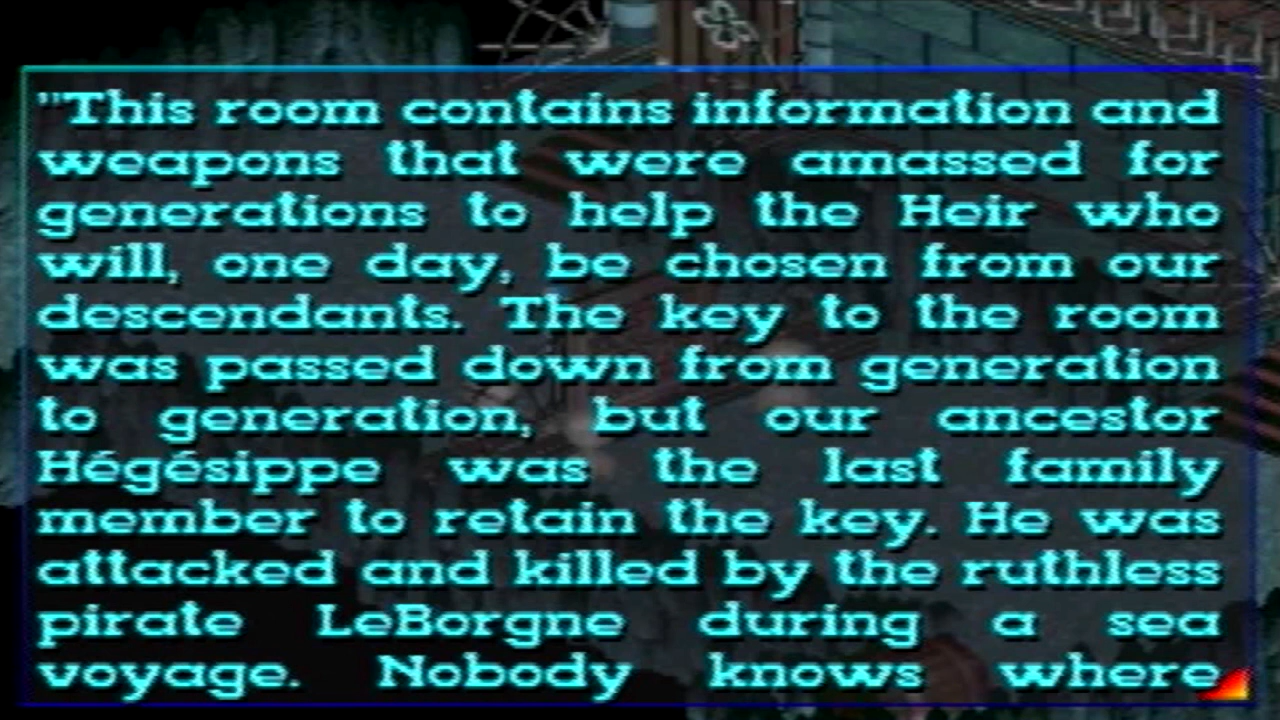 "This room contains information and
weapons that were amassed for
generations to help the Heir who
will, one day, be chosen from our
descendants. The key to the room
was passed down from generation
to generation, but our ancestor
Hégésippe was the last family
member to retain the key. He was
attacked and killed by the ruthless
pirate LeBorgne during a sea
voyage. Nobody knows where